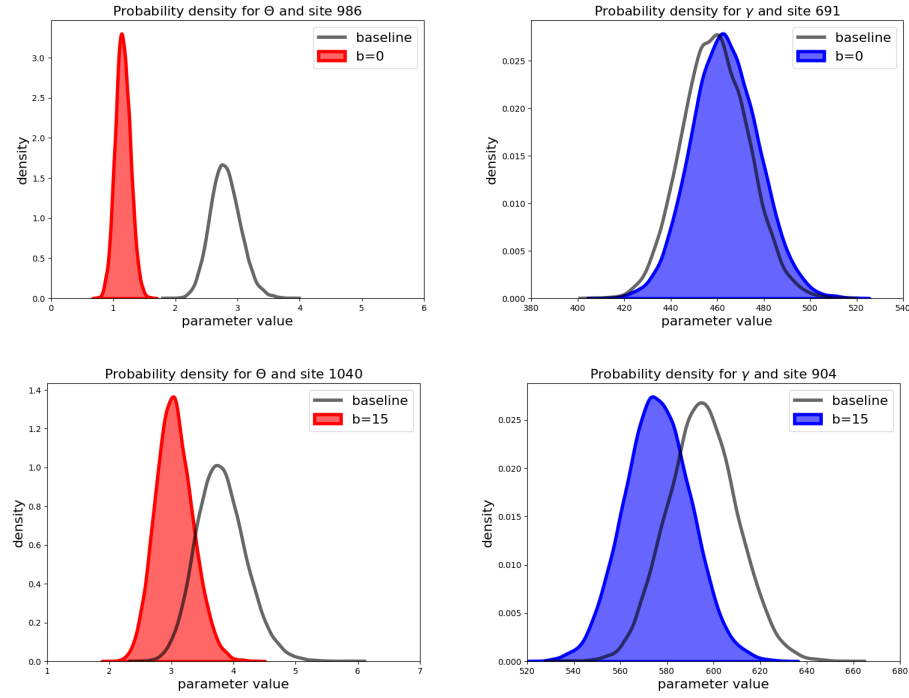 Probability density for Θ and site 986
baseline
b=0
3.0
2.5
2.0
1.5
1.0
0.5
0.0
density
0 1 2 3 4 5 6
parameter value
Probability density for γ and site 691
baseline
b=0
0.025
0.020
0.015
0.010
0.005
0.000
density
380 400 420 440 460 480 500 520 540
parameter value
Probability density for Θ and site 1040
baseline
b=15
1.4
1.2
1.0
0.8
0.6
0.4
0.2
0.0
density
1 2 3 4 5 6 7
parameter value
Probability density for γ and site 904
baseline
b=15
0.025
0.020
0.015
0.010
0.005
0.000
density
520 540 560 580 600 620 640 660 680
parameter value